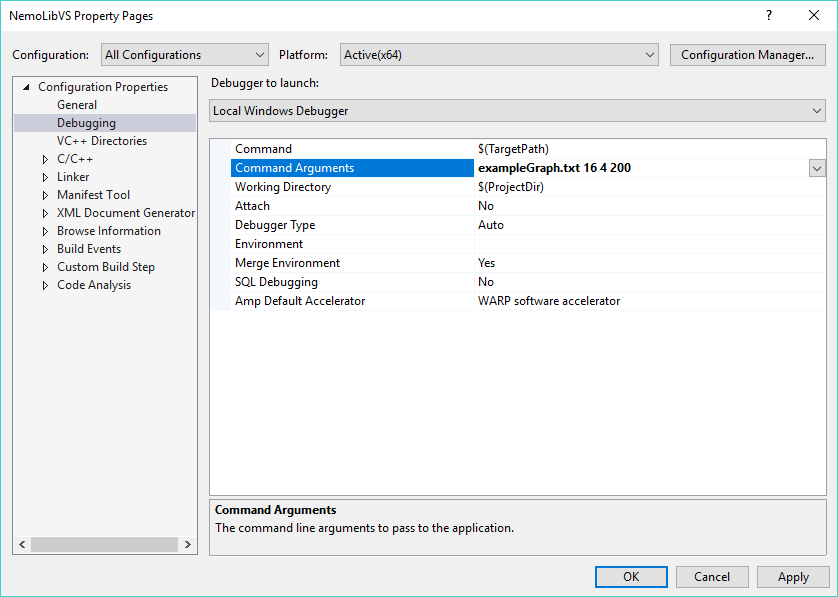 NemoLibVS Property Pages
?
Configuration: All Configurations Platform: Active(x64) Configuration Manager...
Configuration Properties
General
Debugging
VC++ Directories
C/C++
Linker
Manifest Tool
XML Document Generator
Browse Information
Build Events
Custom Build Step
Code Analysis
Debugger to launch:
Local Windows Debugger
Command $(TargetPath)
Command Arguments exampleGraph.txt 16 4 200
Working Directory $(ProjectDir)
Attach No
Debugger Type Auto
Environment
Merge Environment Yes
SQL Debugging No
Amp Default Accelerator WARP software accelerator
Command Arguments
The command line arguments to pass to the application.
OK Cancel Apply